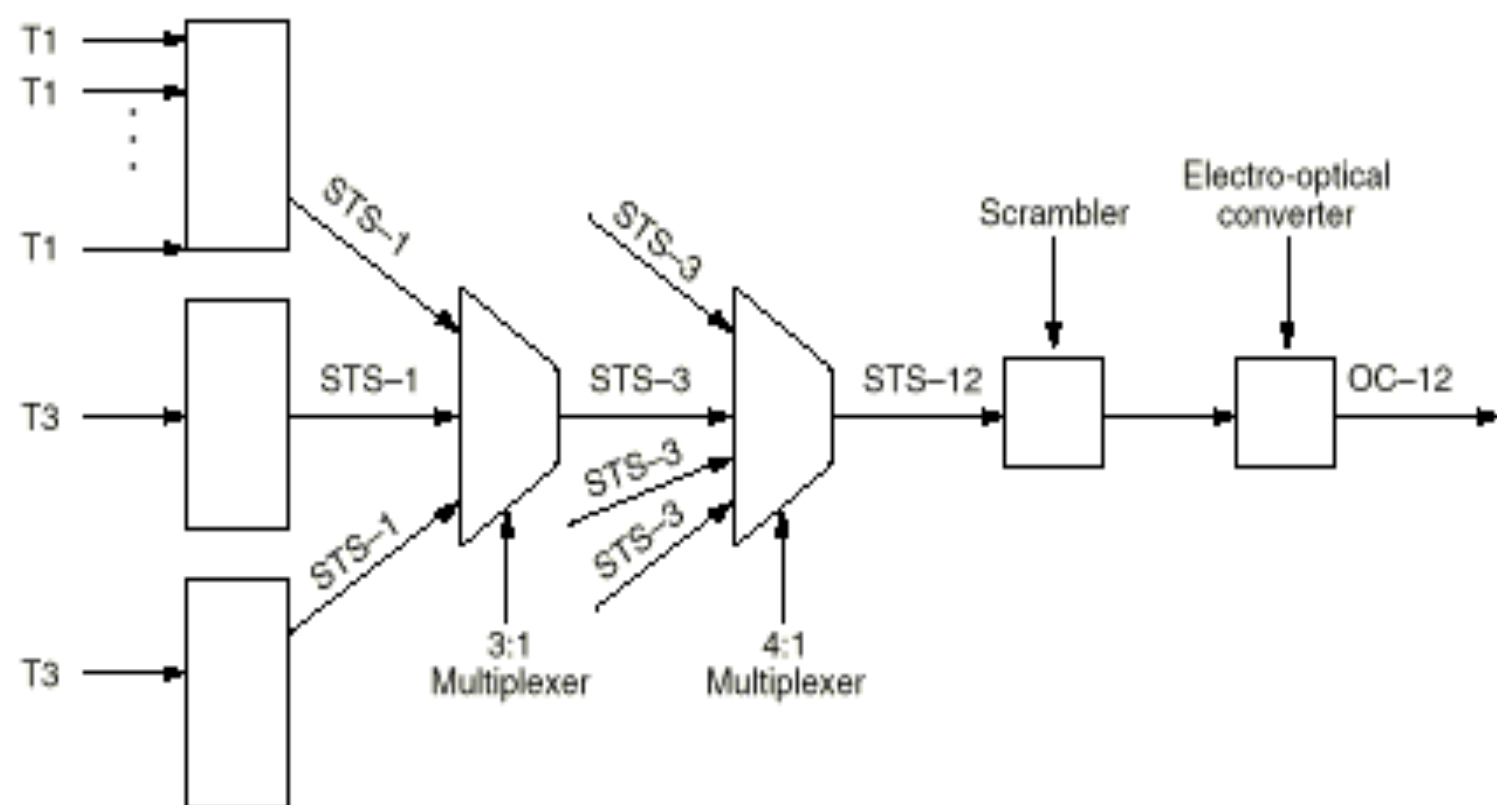 T1
T1
T1
STS–1
STS–3
Scrambler
Electro-optical
converter
T3
STS–1
STS–3
STS–12
OC–12
STS–3
STS–1
STS–3
3:1
Multiplexer
4:1
Multiplexer
T3